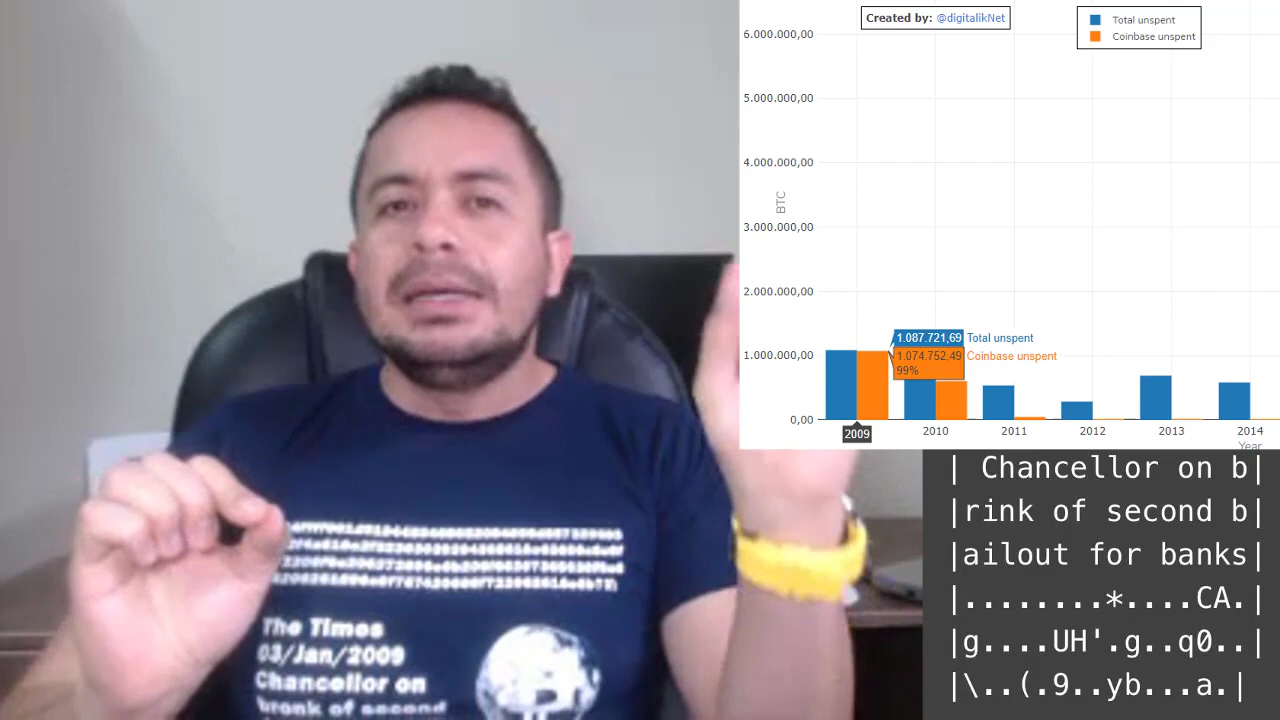 Created by: @digitalikNet
Total unspent
Coinbase unspent
6.000.000,00
5.000.000,00
4.000.000,00
3.000.000,00
2.000.000,00
1.000.000,00
0,00
BTC
1.087.721,69 Total unspent
1.074.752,49 Coinbase unspent
99%
2009 2010 2011 2012 2013 2014
Year
| Chancellor on b|
|rink of second b|
|ailout for banks|
|........*....CA.|
|g....UH'.g..q0..|
|\..(.9..yb...a.|
The Times
03/Jan/2009
Chancellor on
of second